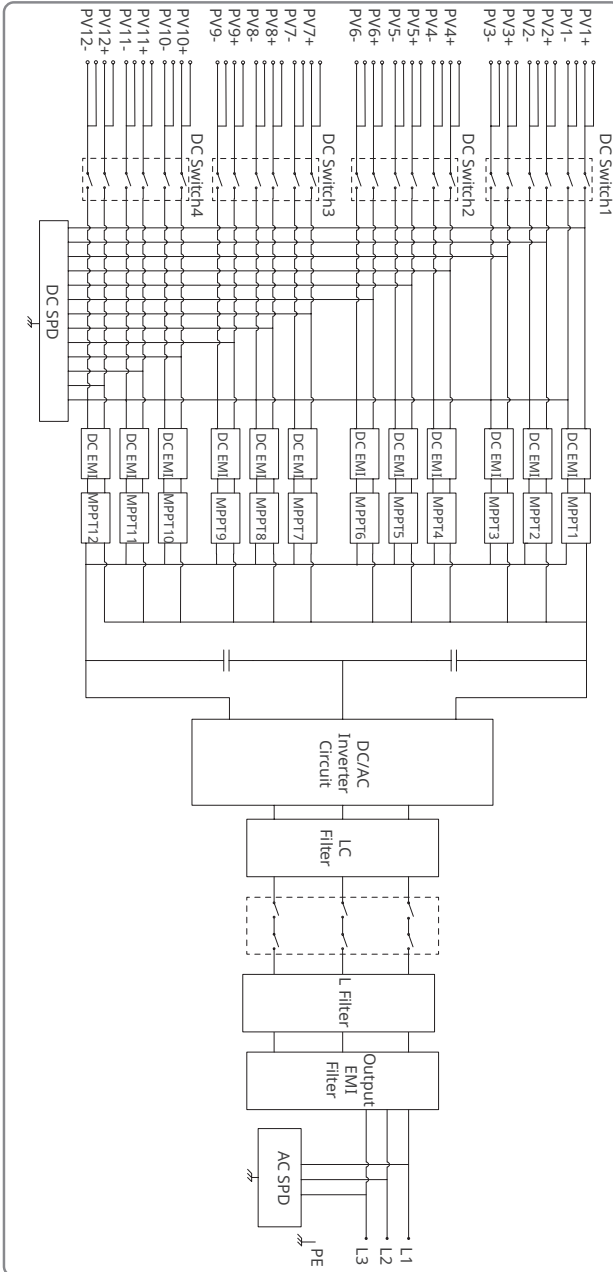 PV1+
PV1-
PV2+
PV2-
PV3+
PV3-
PV4+
PV4-
PV5+
PV5-
PV6+
PV6-
PV7+
PV7-
PV8+
PV8-
PV9+
PV9-
PV10+
PV10-
PV11+
PV11-
PV12+
PV12-
DC Switch1
DC Switch2
DC Switch3
DC Switch4
DC SPD
DC EMI
DC EMI
DC EMI
DC EMI
DC EMI
DC EMI
DC EMI
DC EMI
DC EMI
DC EMI
DC EMI
DC EMI
MPPT1
MPPT2
MPPT3
MPPT4
MPPT5
MPPT6
MPPT7
MPPT8
MPPT9
MPPT10
MPPT11
MPPT12
DC/AC
Inverter
Circuit
LC
Filter
L Filter
Output
EMI
Filter
AC SPD
L1
L2
L3
PE